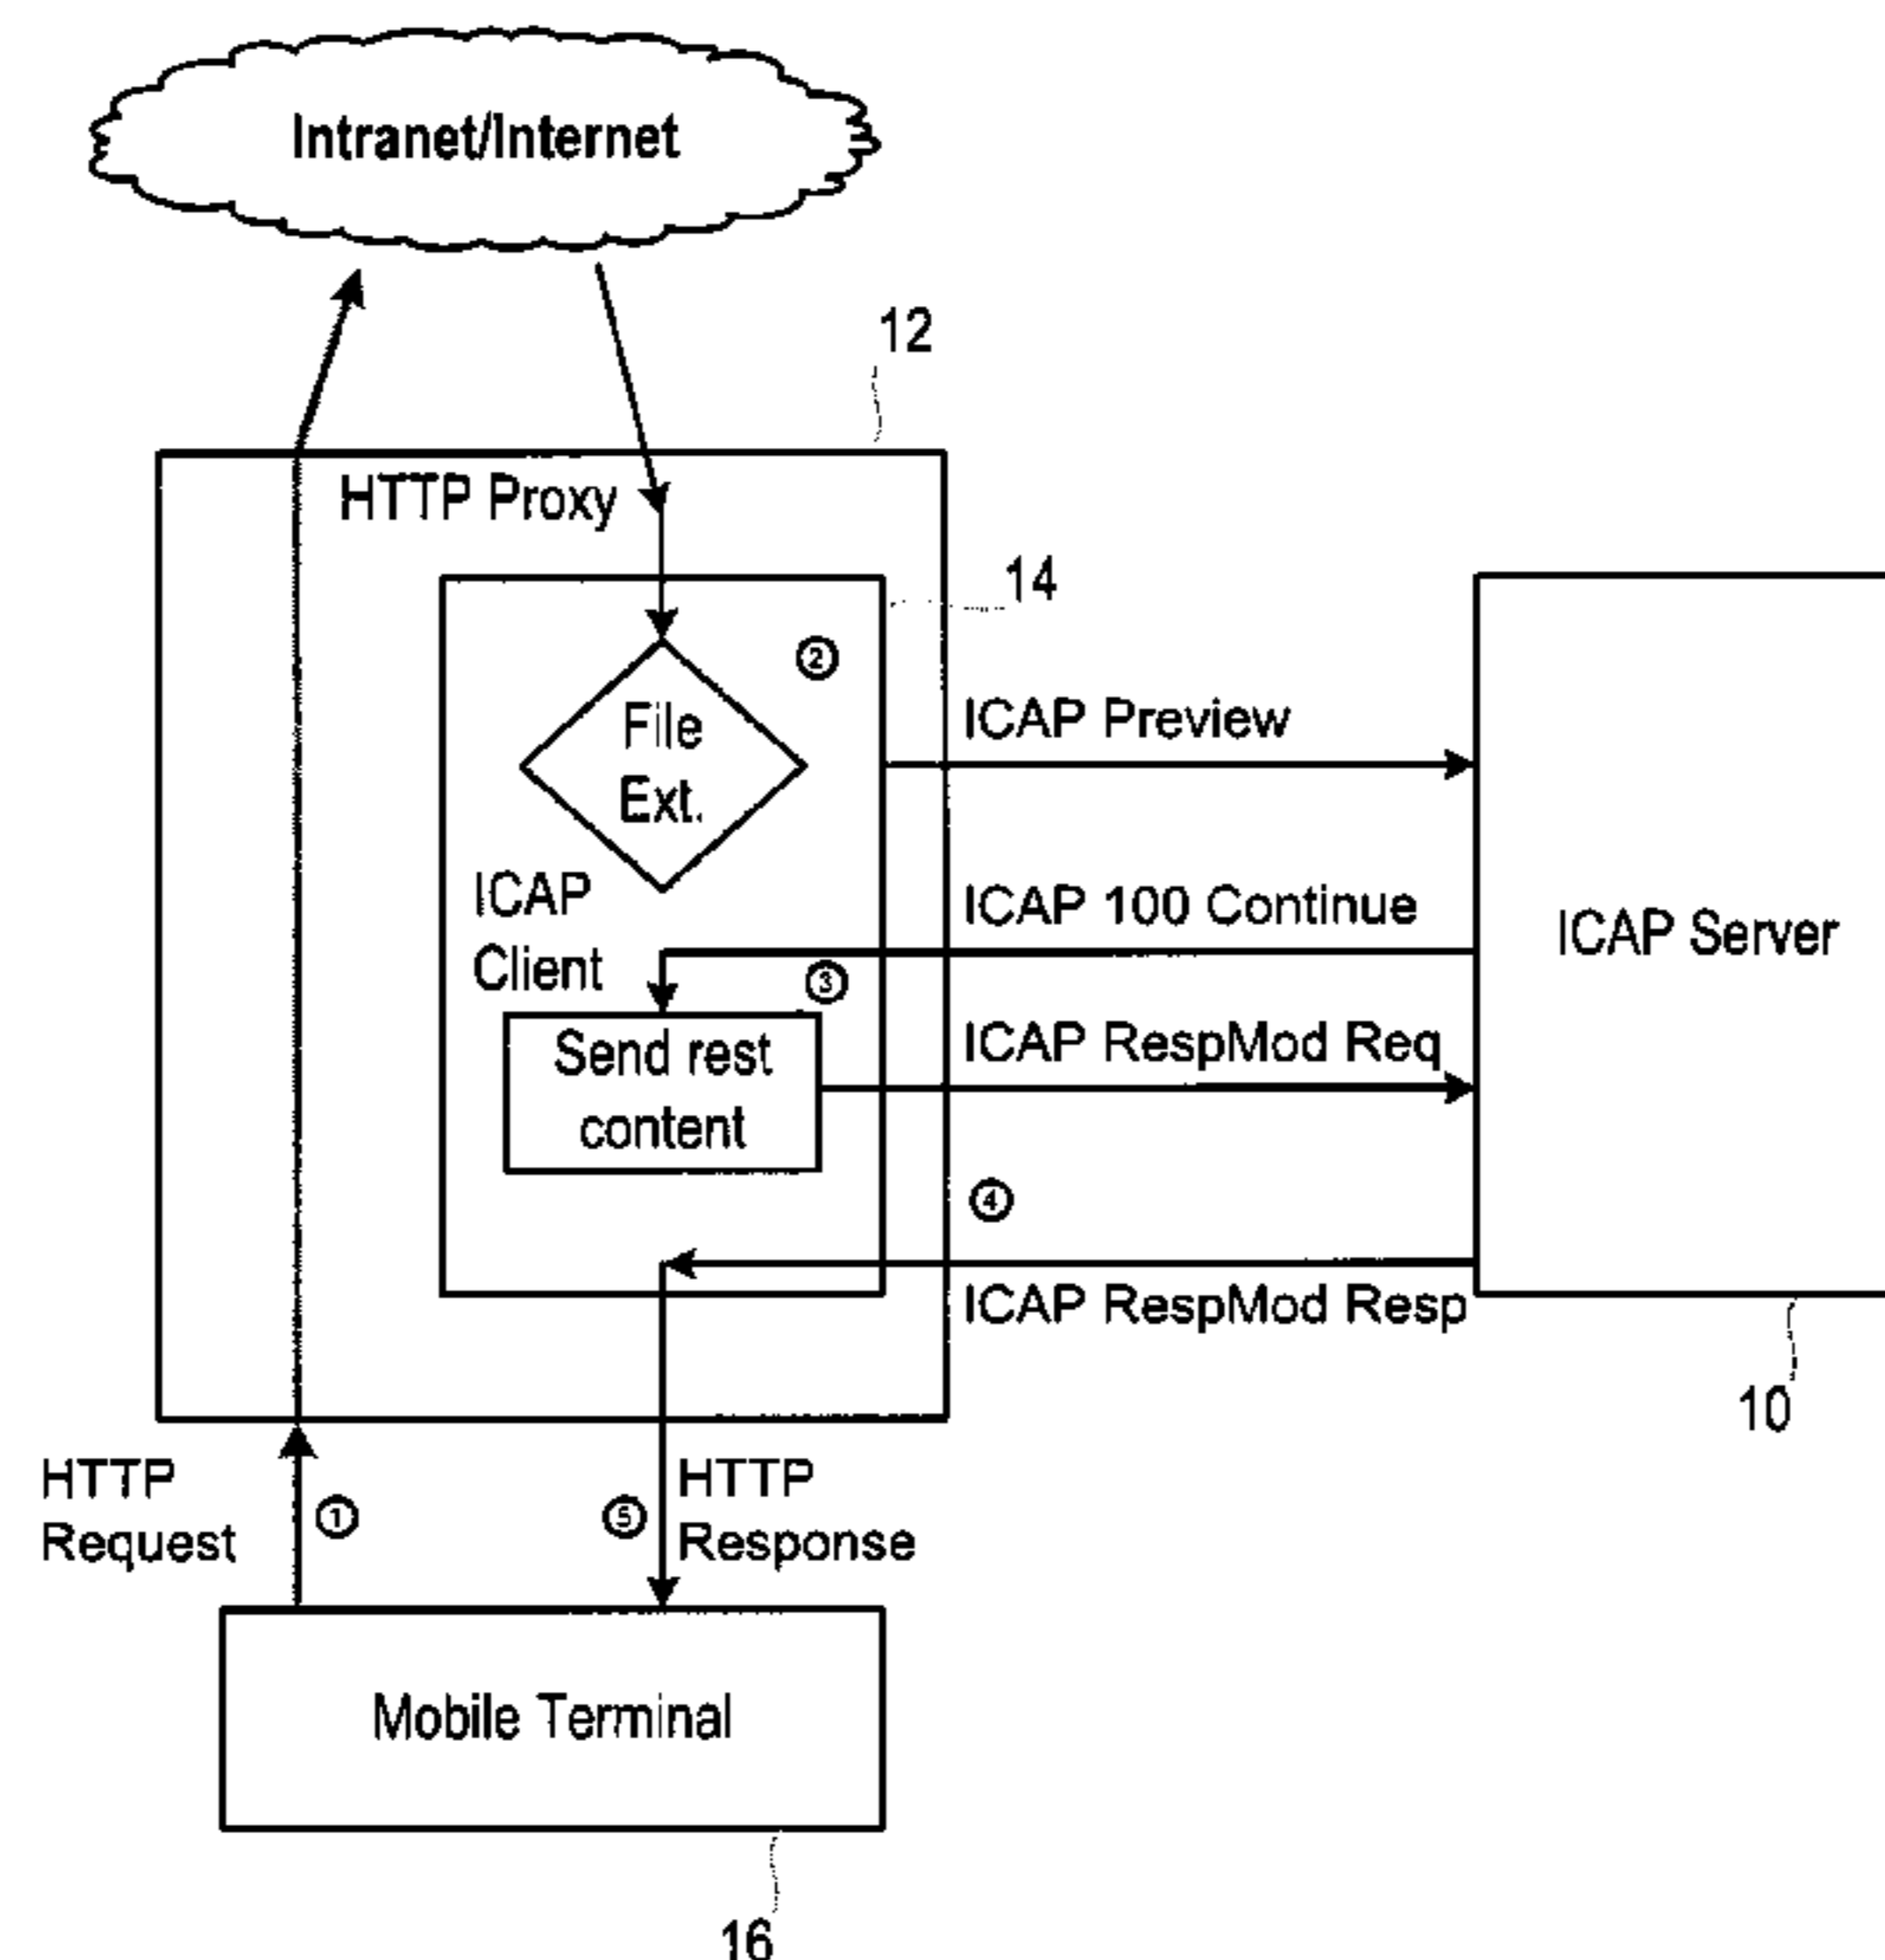 Intranet/Internet
12
HTTP Proxy
14
②
File
Ext.
ICAP Preview
ICAP
Client
ICAP 100 Continue
ICAP Server
③
Send rest
content
ICAP RespMod Req
④
ICAP RespMod Resp
10
HTTP
Request
①
⑤
HTTP
Response
Mobile Terminal
16